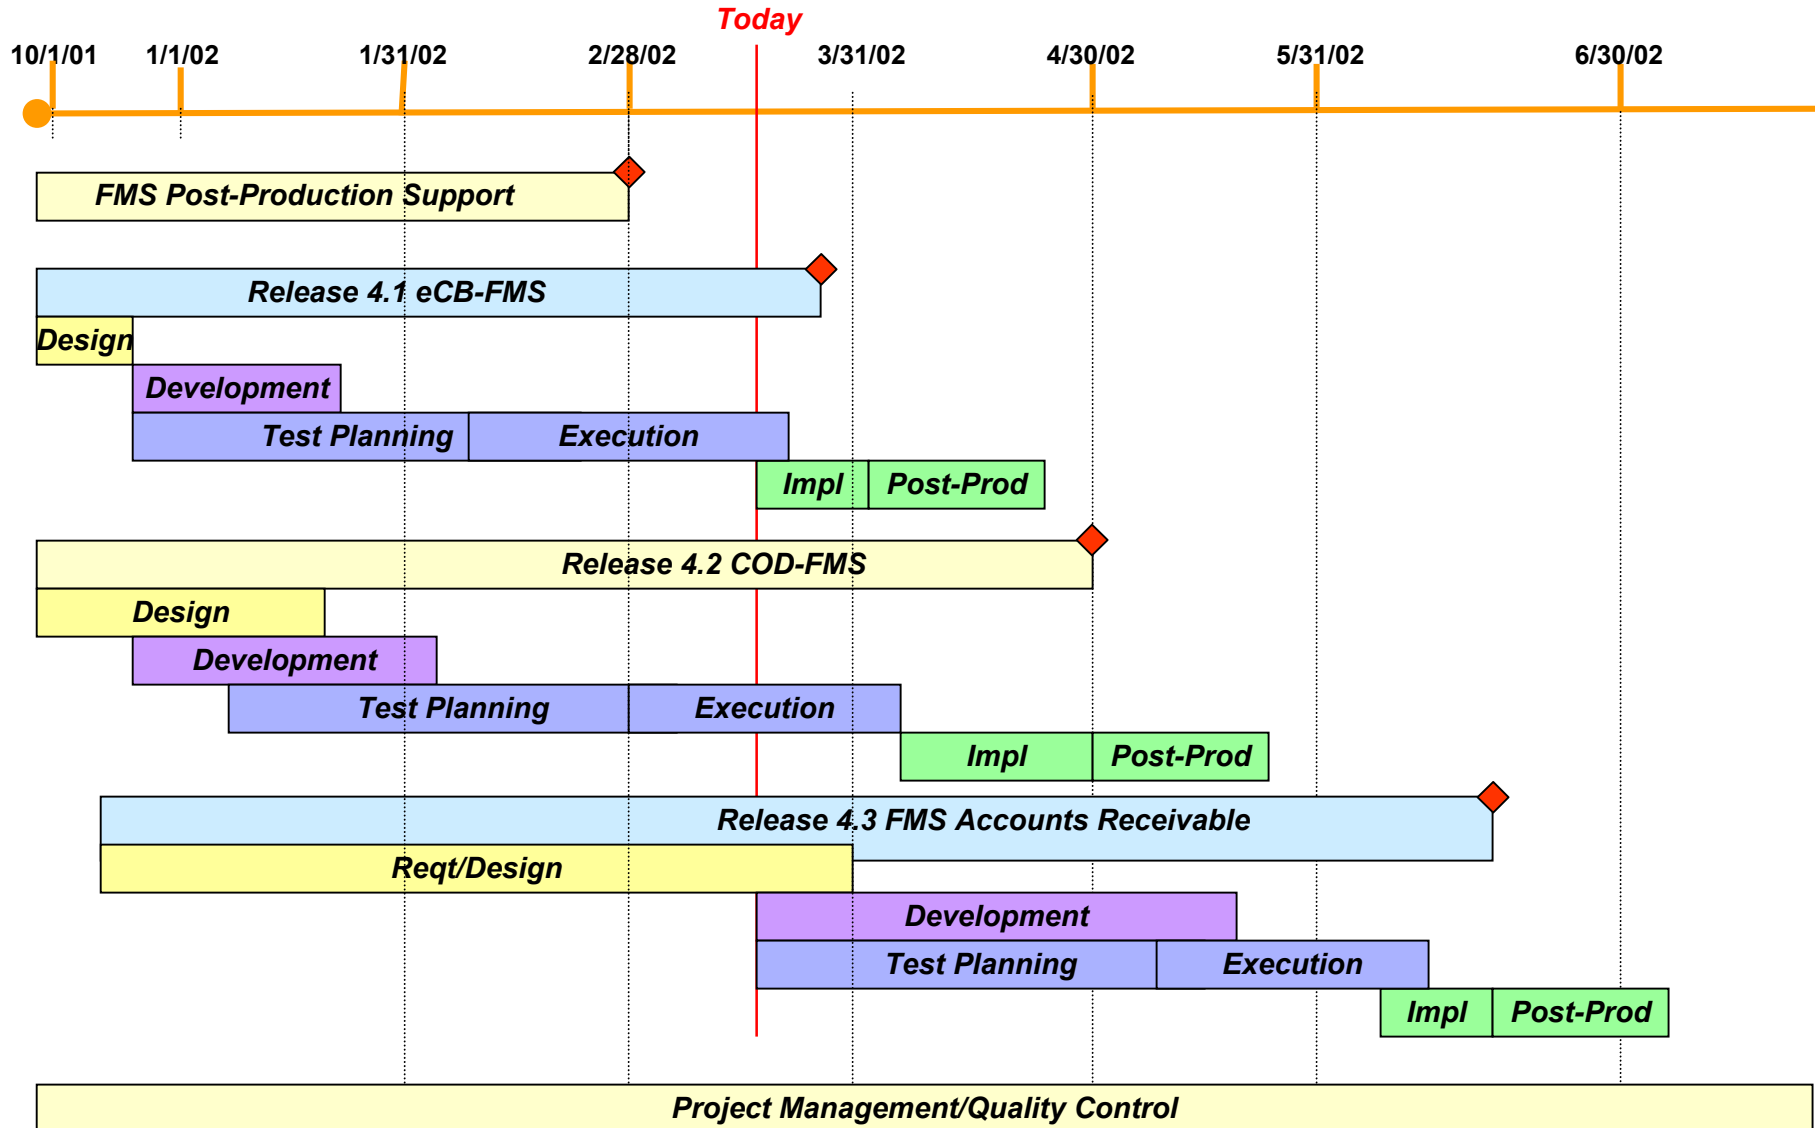 Today
10/1/01 1/1/02 1/31/02 2/28/02 3/31/02 4/30/02 5/31/02 6/30/02
FMS Post-Production Support
Release 4.1 eCB-FMS
Design
Development
Test Planning Execution
Impl Post-Prod
Release 4.2 COD-FMS
Design
Development
Test Planning Execution
Impl Post-Prod
Release 4.3 FMS Accounts Receivable
Reqt/Design
Development
Test Planning Execution
Impl Post-Prod
Project Management/Quality Control